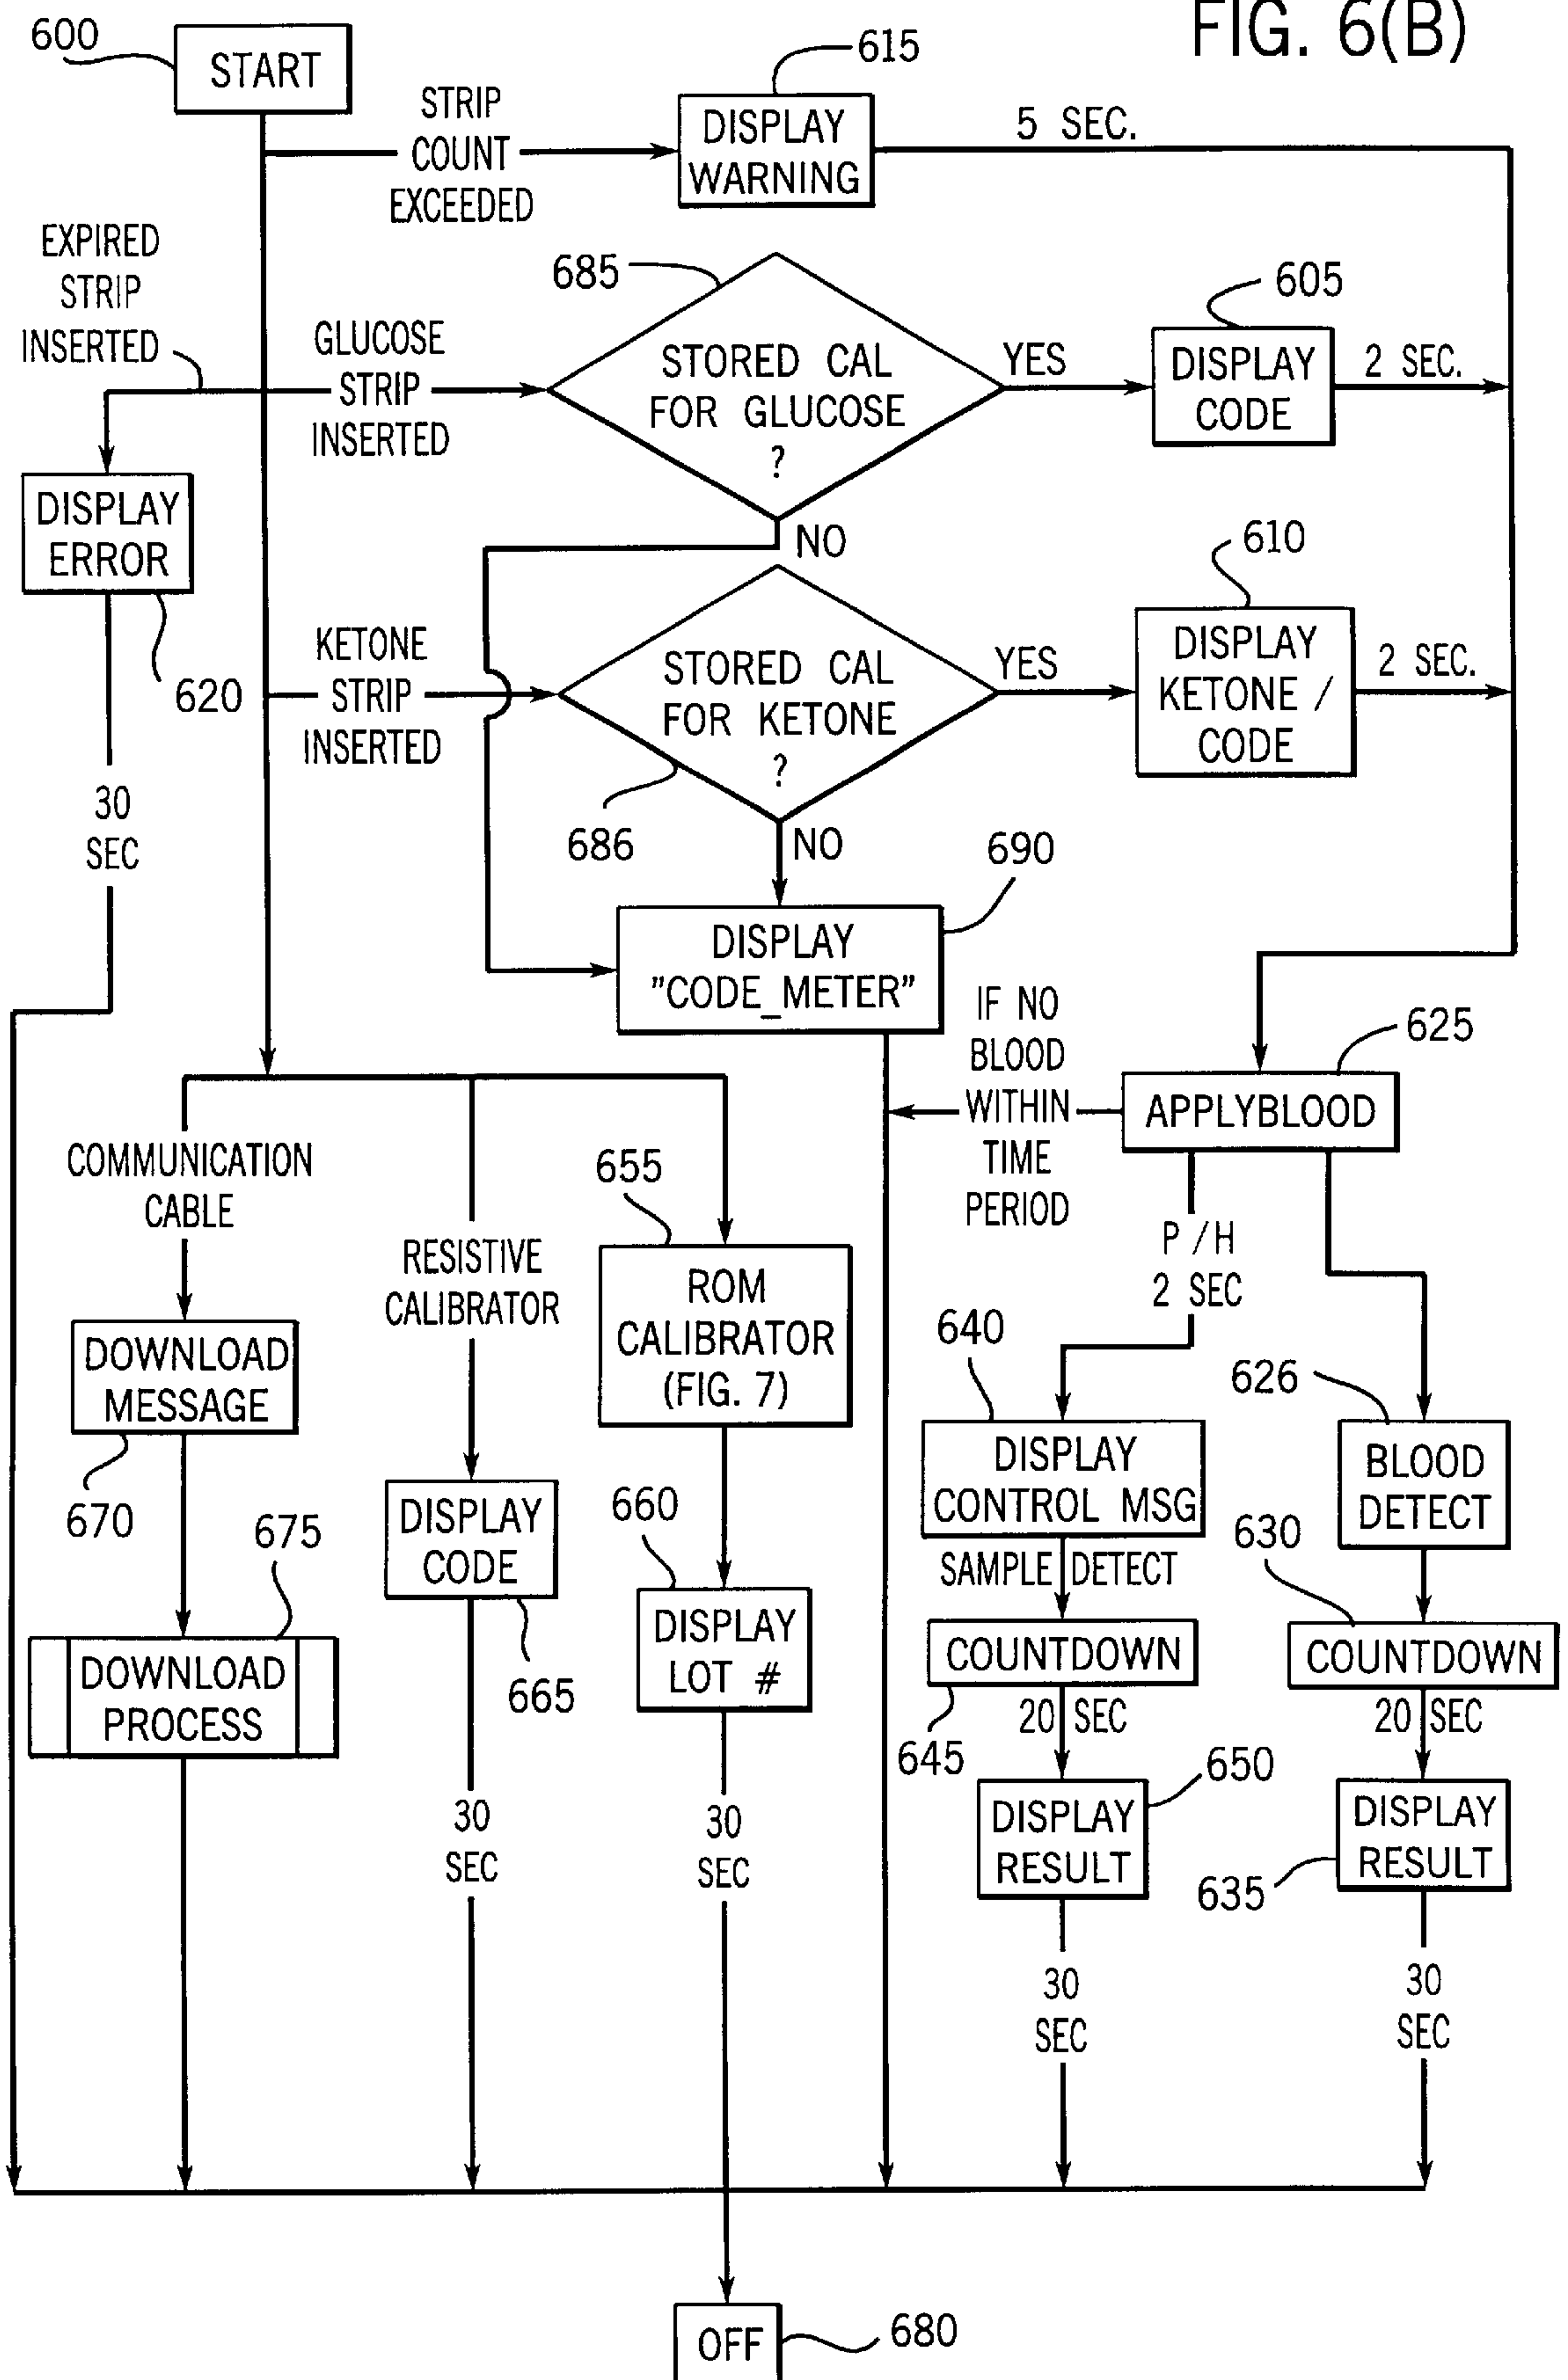 FIG. 6(B)
600
START
615
STRIP
COUNT
EXCEEDED
DISPLAY
WARNING
5 SEC.
EXPIRED
STRIP
INSERTED
685
GLUCOSE
STRIP
INSERTED
STORED CAL
FOR GLUCOSE
?
YES
605
DISPLAY
CODE
2 SEC.
NO
DISPLAY
ERROR
620
30
SEC
KETONE
STRIP
INSERTED
STORED CAL
FOR KETONE
?
686
YES
610
DISPLAY
KETONE /
CODE
2 SEC.
NO
690
DISPLAY
"CODE_METER"
IF NO
BLOOD
WITHIN
TIME
PERIOD
625
APPLYBLOOD
COMMUNICATION
CABLE
RESISTIVE
CALIBRATOR
655
ROM
CALIBRATOR
(FIG. 7)
P / H
2 SEC
640
DISPLAY
CONTROL MSG
626
BLOOD
DETECT
DOWNLOAD
MESSAGE
670
675
DOWNLOAD
PROCESS
DISPLAY
CODE
665
660
DISPLAY
LOT #
SAMPLE DETECT
COUNTDOWN
645
20 SEC
630
COUNTDOWN
20 SEC
650
DISPLAY
RESULT
DISPLAY
RESULT
635
30
SEC
30
SEC
30
SEC
30
SEC
OFF
680